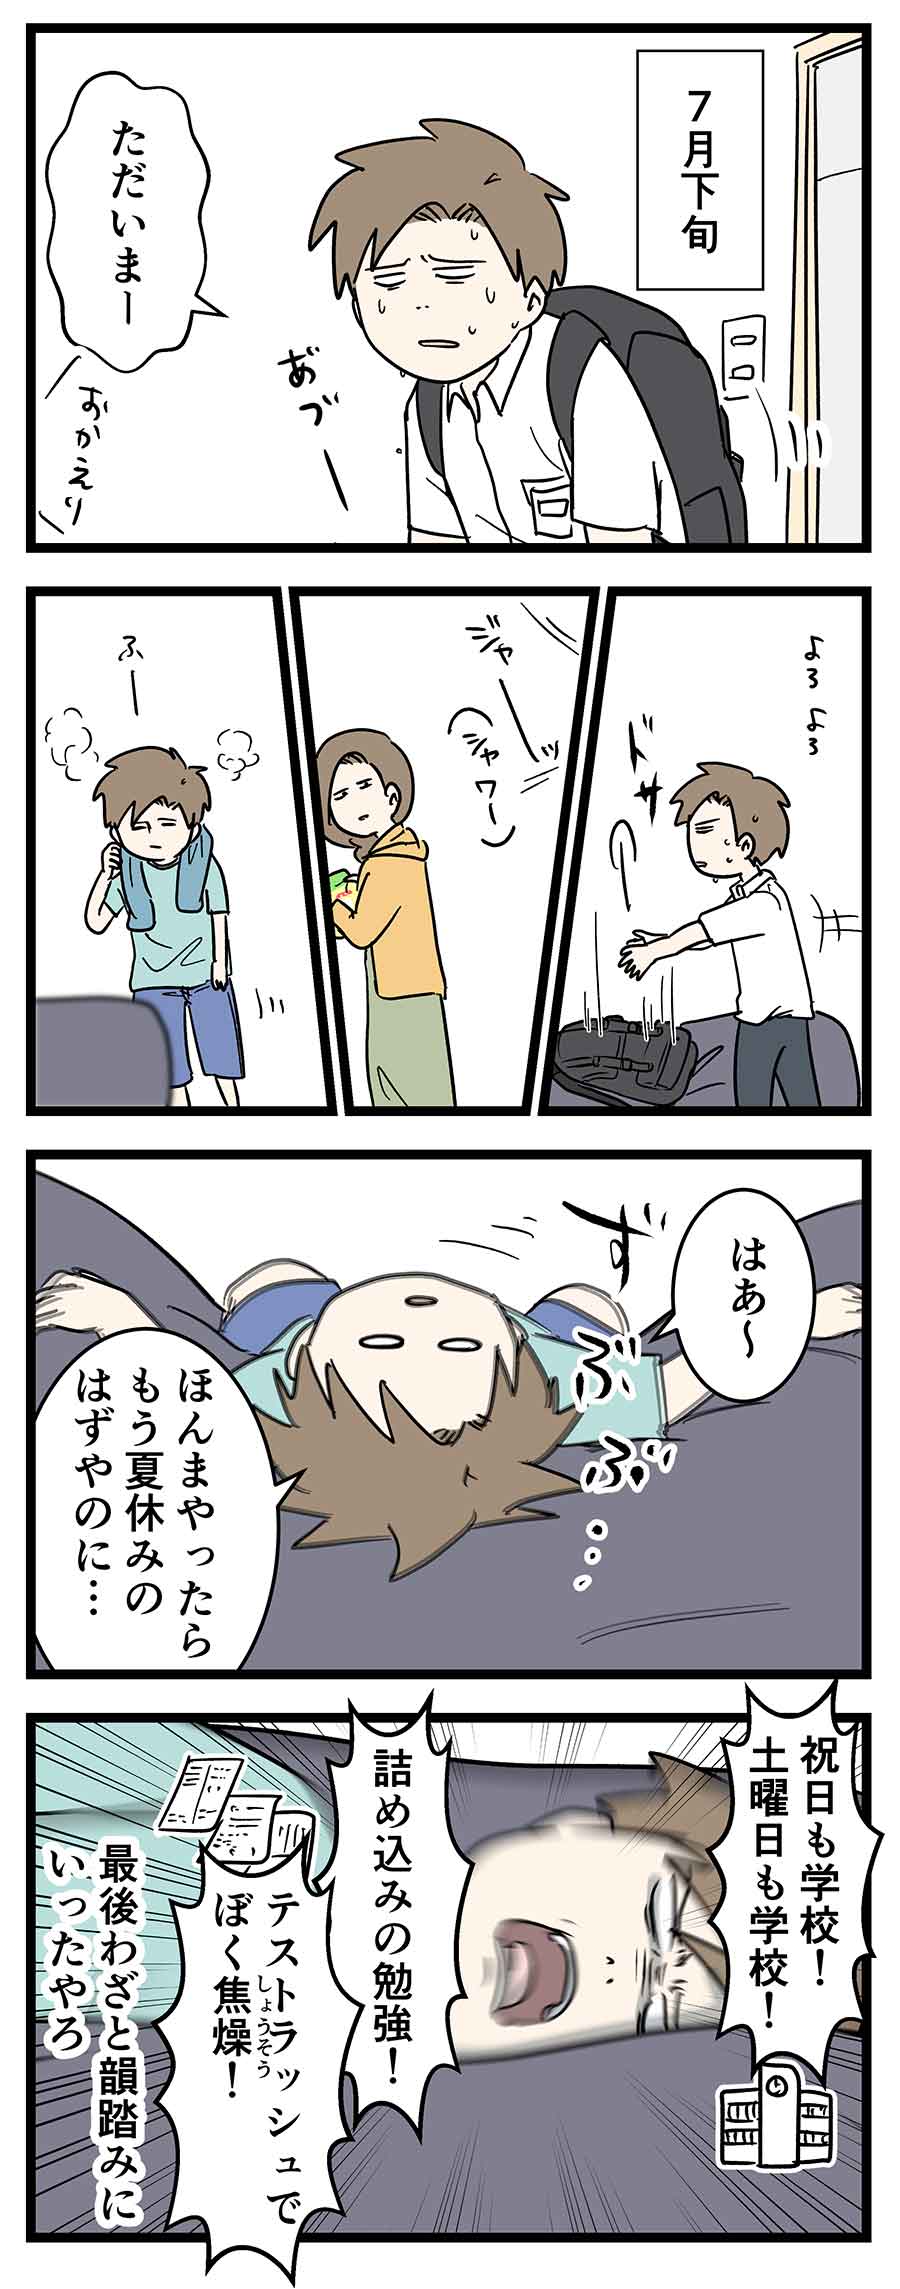 7月下旬
ただいまー
おかえり
あ゛づー
よろよろ
ドサ
ジャーッ
(シャワー)
ふー
はあ〜
ず
ぶ
ぶ
…
ほんまやったら
もう夏休みの
はずやのに…
祝日も学校!
土曜日も学校!
詰め込みの勉強!
テストラッシュで
ぼく焦燥!
しょうそう
最後わざと韻踏みに
いったやろ